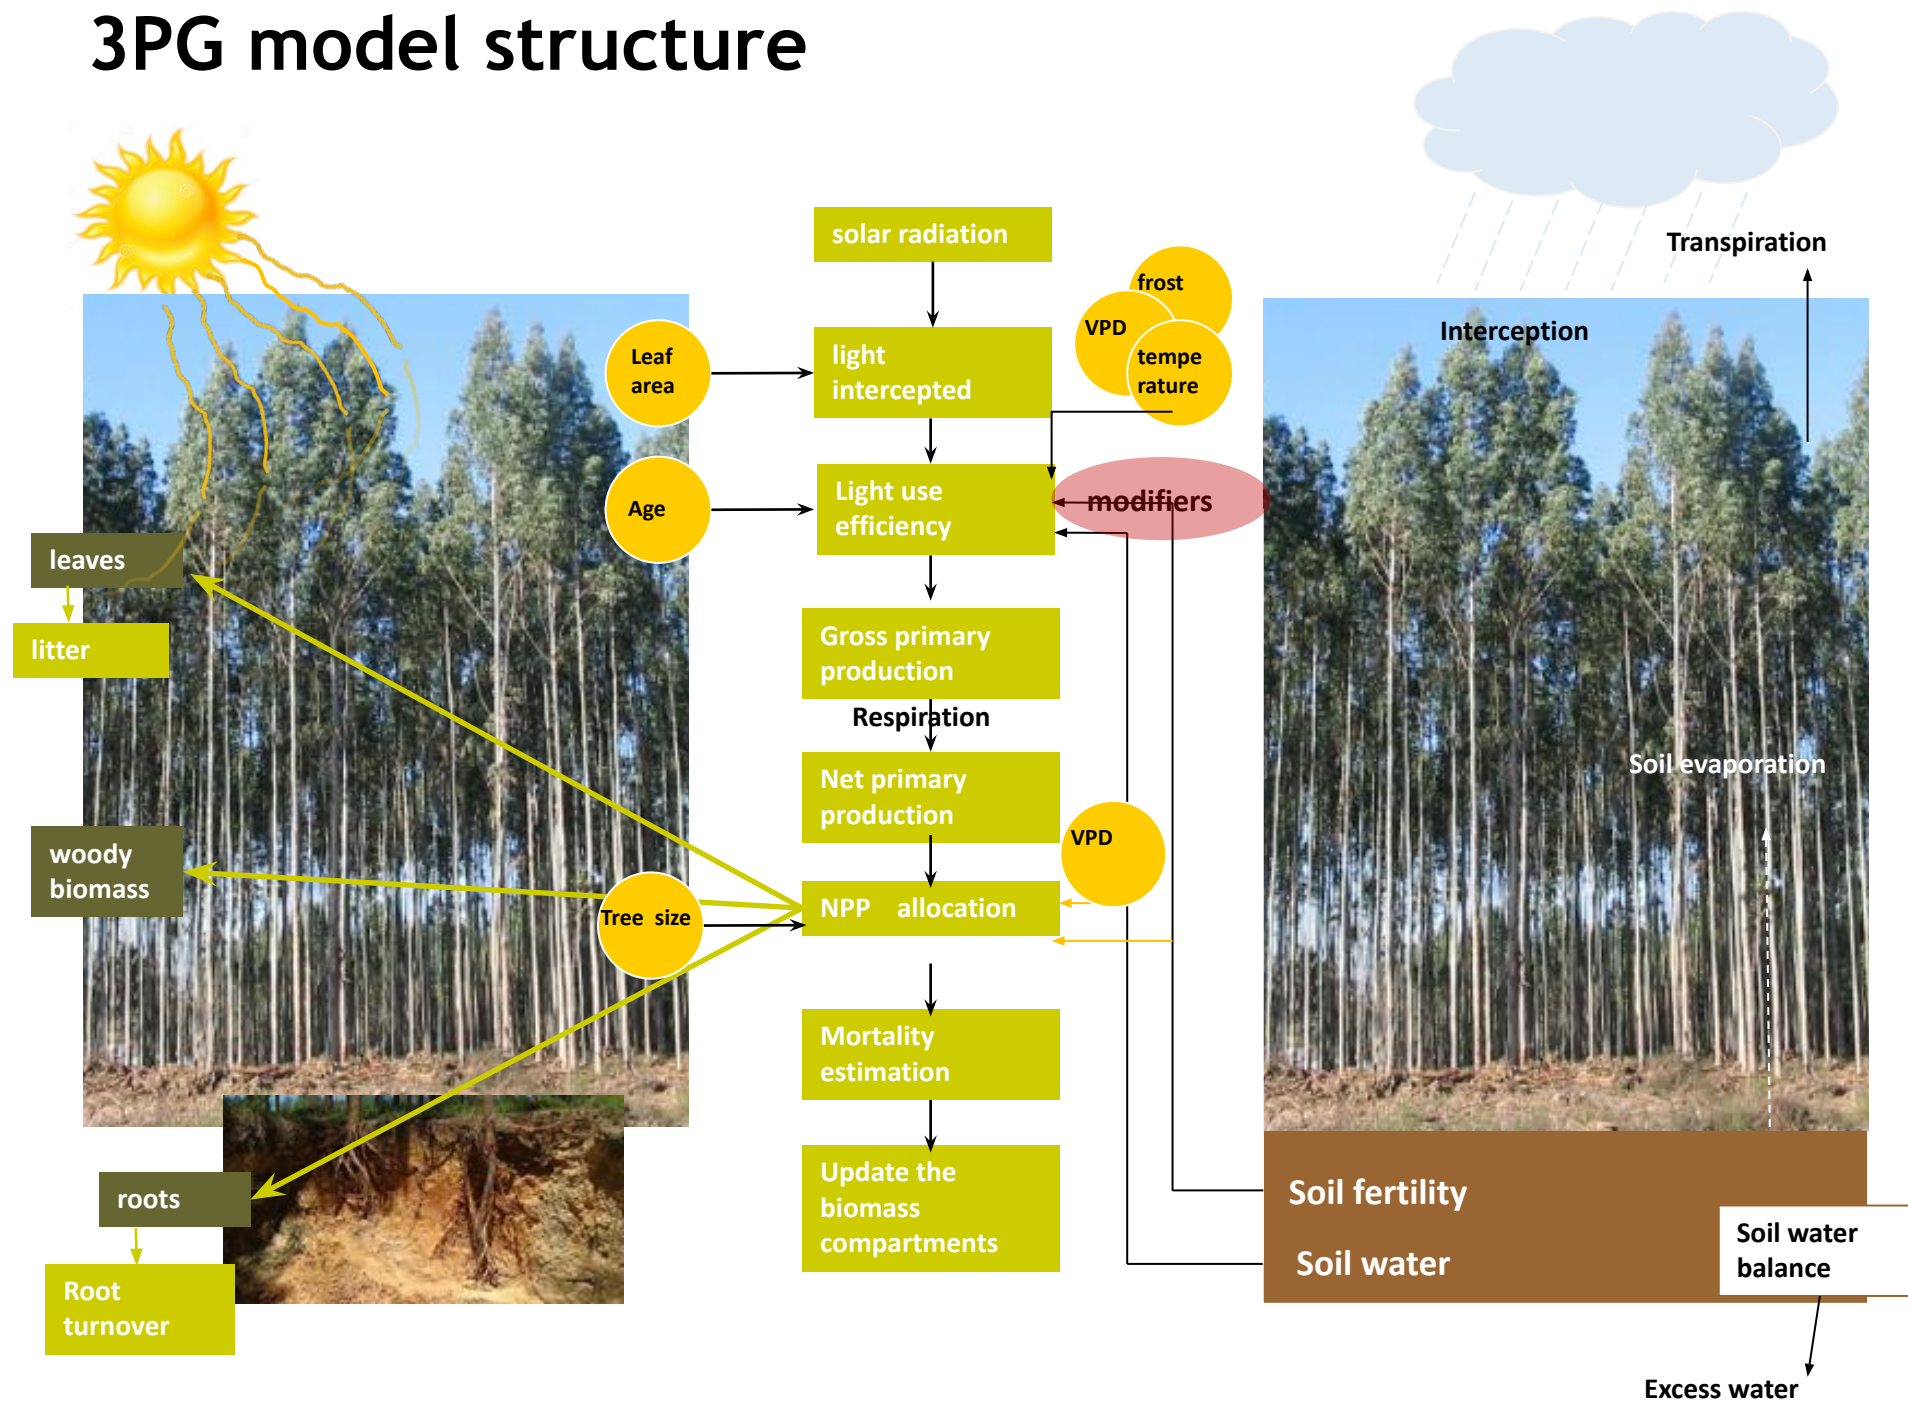 3PG model structure
solar radiation
Transpiration
frost
VPD
tempe
rature
Interception
Leaf
area
light
intercepted
Age
Light use
efficiency
modifiers
leaves
litter
Gross primary
production
Respiration
Net primary
production
Soil evaporation
woody
biomass
VPD
Tree size
NPP allocation
Mortality
estimation
Update the
biomass
compartments
roots
Root
turnover
Soil fertility
Soil water
Soil water
balance
Excess water